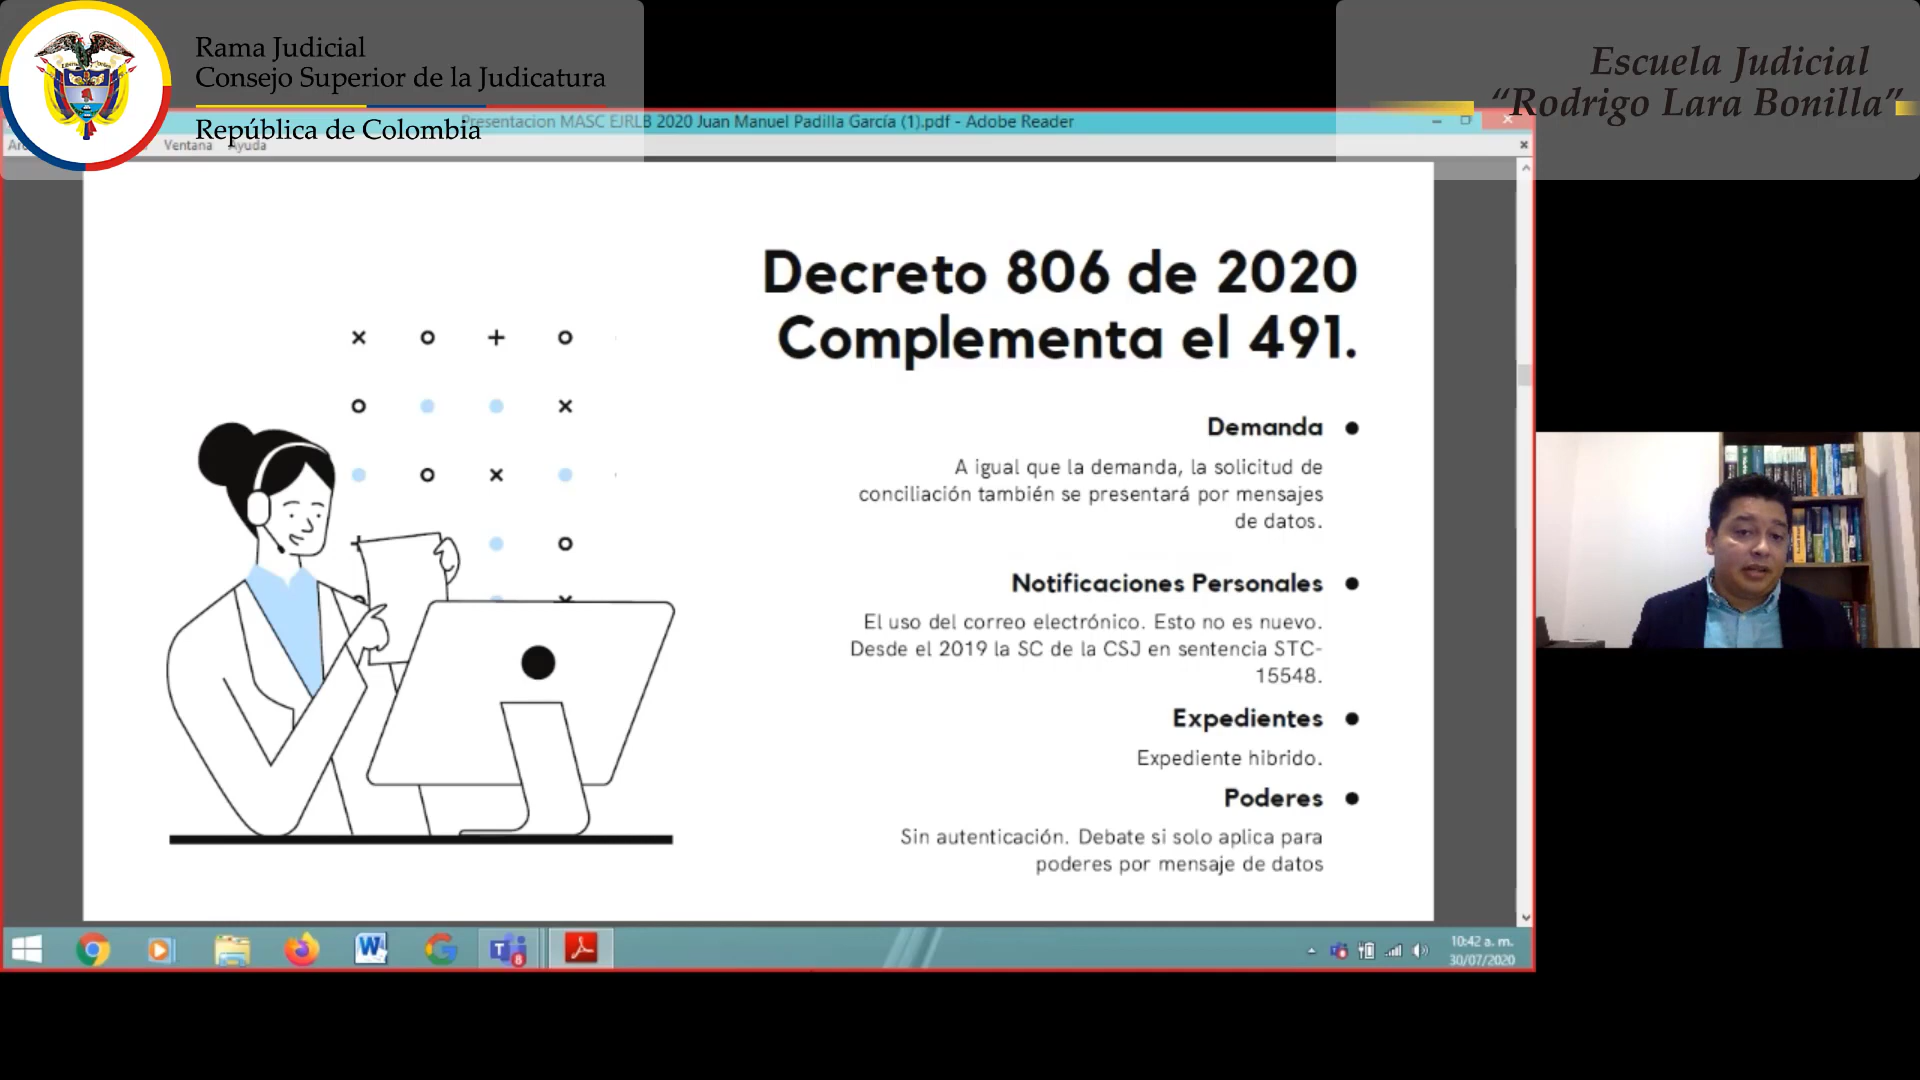 Rama Judicial
Consejo Superior de la Judicatura
República de Colombia
Escuela Judicial
“Rodrigo Lara Bonilla”
Presentacion MASC EJRLB 2020 Juan Manuel Padilla García (1).pdf - Adobe Reader
Ventana Ayuda
Decreto 806 de 2020
Complementa el 491.
Demanda
A igual que la demanda, la solicitud de
conciliación también se presentará por mensajes
de datos.
Notificaciones Personales
El uso del correo electrónico. Esto no es nuevo.
Desde el 2019 la SC de la CSJ en sentencia STC-
15548.
Expedientes
Expediente hibrido.
Poderes
Sin autenticación. Debate si solo aplica para
poderes por mensaje de datos
10:42 a. m.
30/07/2020